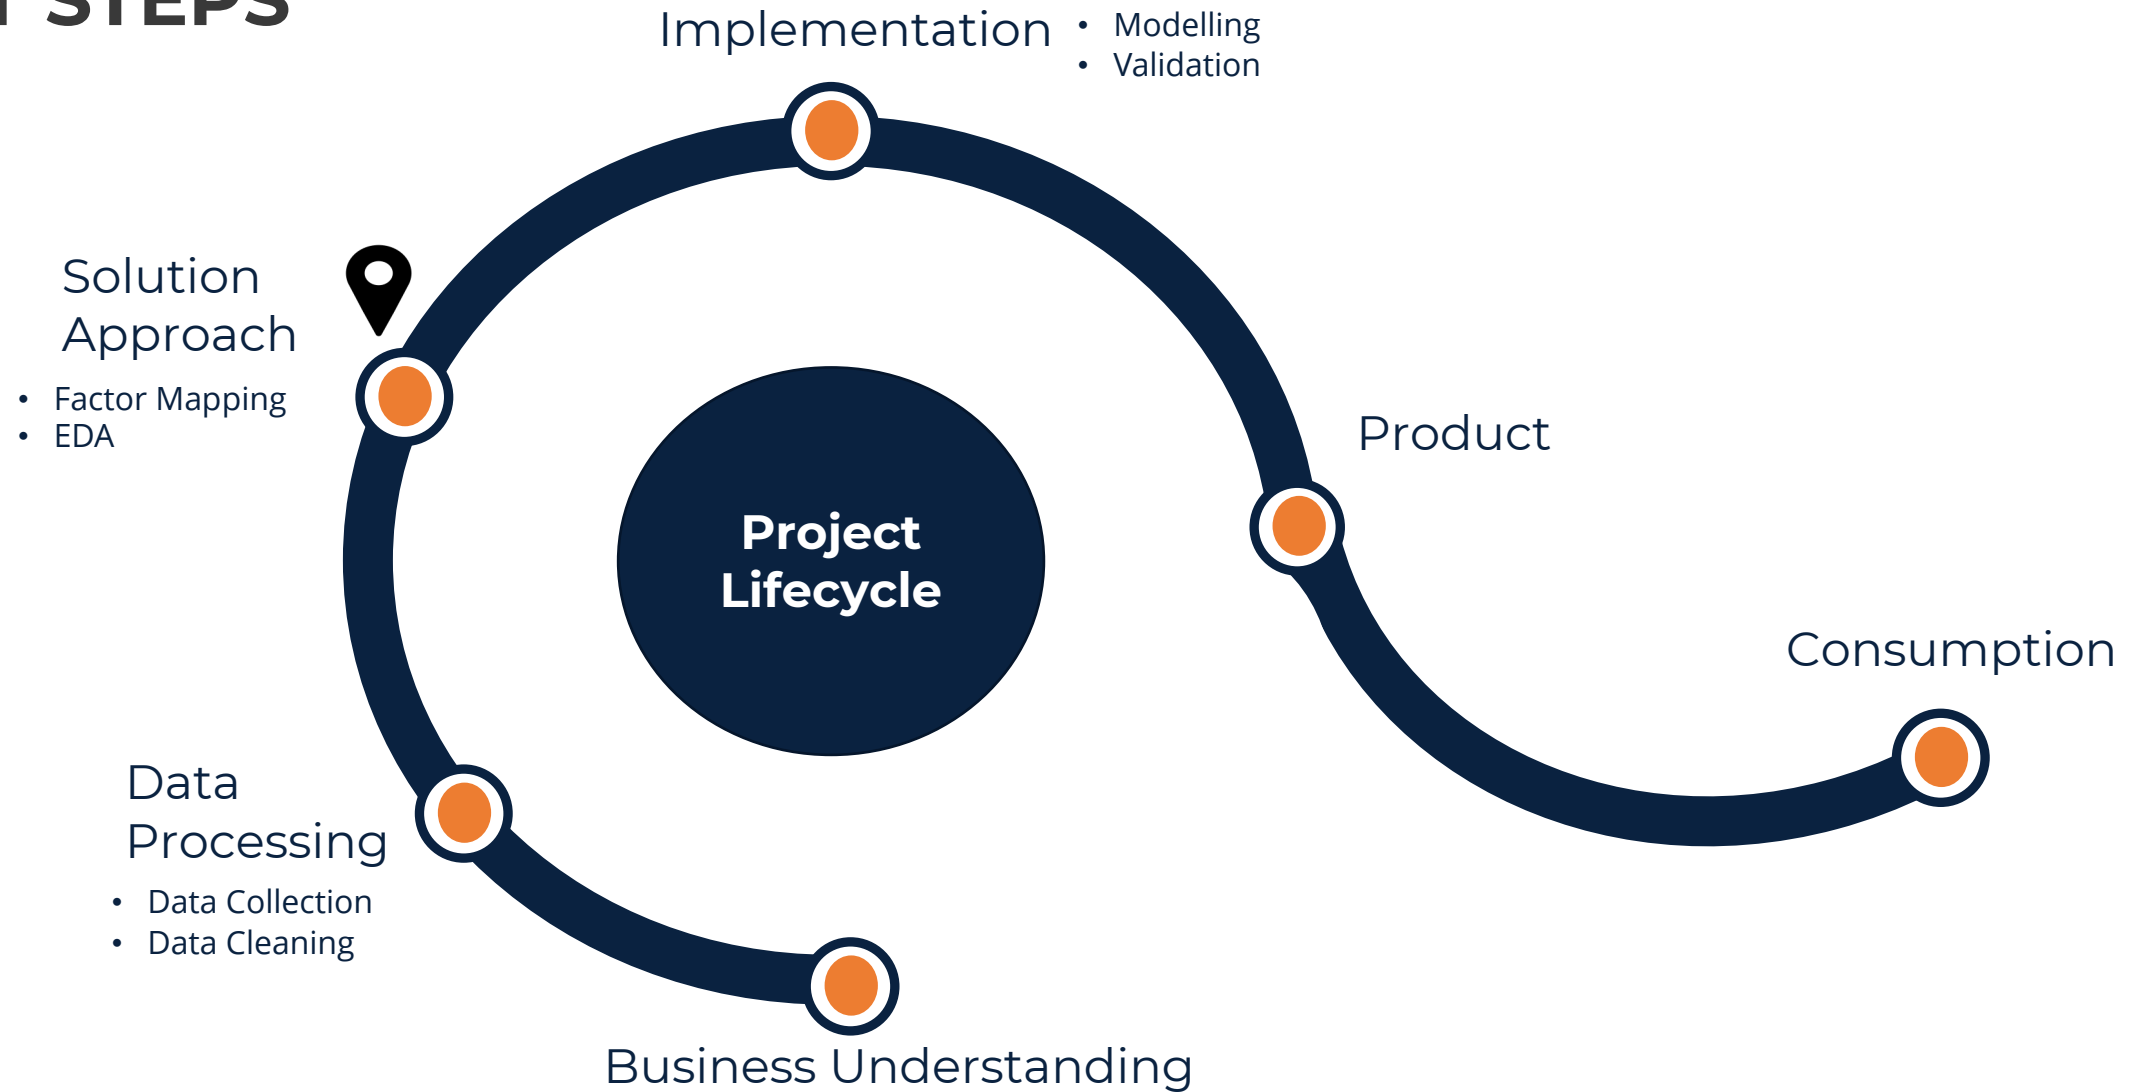 STEPS
Implementation
• Modelling
• Validation
Solution
Approach
• Factor Mapping
• EDA
Product
Project
Lifecycle
Consumption
Data
Processing
• Data Collection
• Data Cleaning
Business Understanding